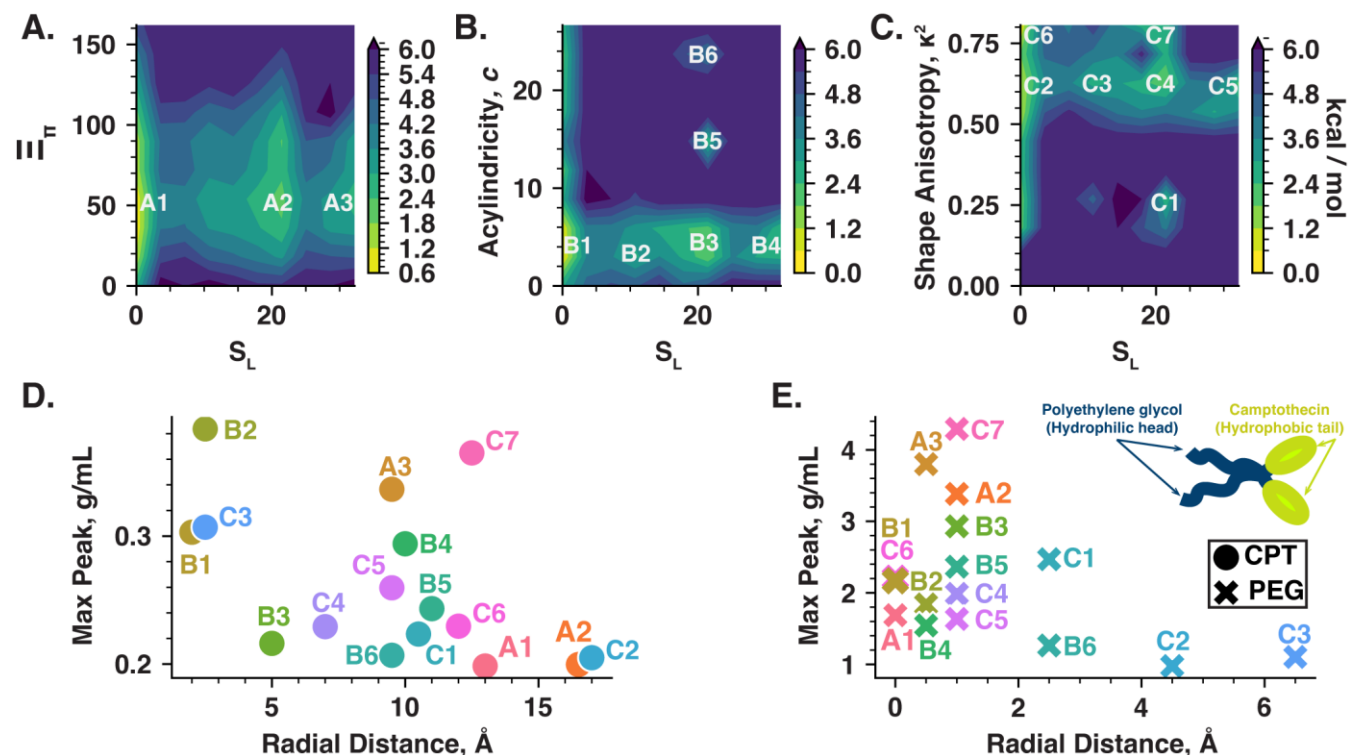 A.
150
100
50
0
Ξπ
A1
A2
A3
0
20
S_L
6.0
5.4
4.8
4.2
3.6
3.0
2.4
1.8
1.2
0.6
B.
20
10
0
Acylindricity, c
B6
B5
B1
B2
B3
B4
0
20
S_L
6.0
4.8
3.6
2.4
1.2
0.0
C.
0.75
0.50
0.25
0.00
Shape Anisotropy, κ²
C6
C7
C2
C3
C4
C5
C1
0
20
S_L
6.0
4.8
3.6
2.4
1.2
0.0
kcal / mol
D.
Max Peak, g/mL
0.3
0.2
B2
C7
A3
C3
B1
B4
C5
B5
C4
C6
B3
B6
C1
A1
A2
C2
5
10
15
Radial Distance, Å
E.
Max Peak, g/mL
4
3
2
1
Polyethylene glycol
(Hydrophilic head)
Camptothecin
(Hydrophobic tail)
C7
A3
A2
B1
B3
C6
B5
C1
B2
C4
A1
C5
B4
B6
C2
C3
CPT
PEG
0
2
4
6
Radial Distance, Å